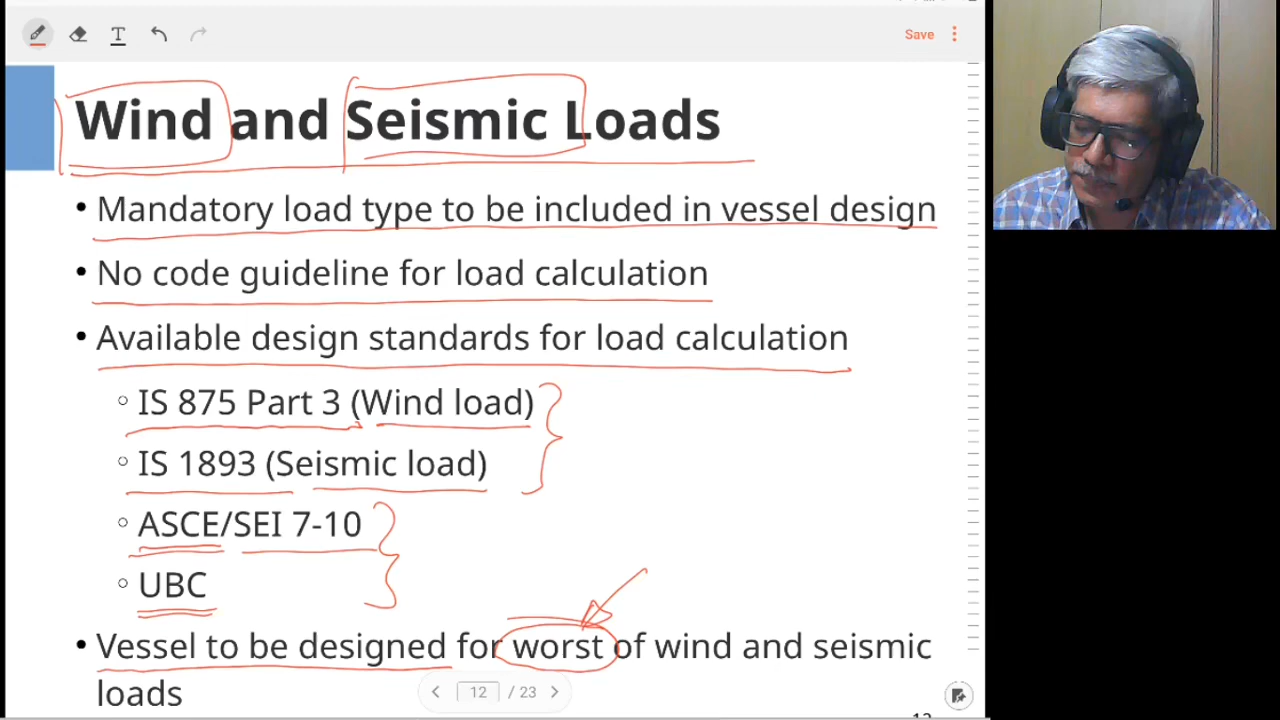 Save
Wind and Seismic Loads
• Mandatory load type to be included in vessel design
• No code guideline for load calculation
• Available design standards for load calculation
○ IS 875 Part 3 (Wind load)
○ IS 1893 (Seismic load)
○ ASCE/SEI 7-10
○ UBC
• Vessel to be designed for worst of wind and seismic
loads
12 / 23